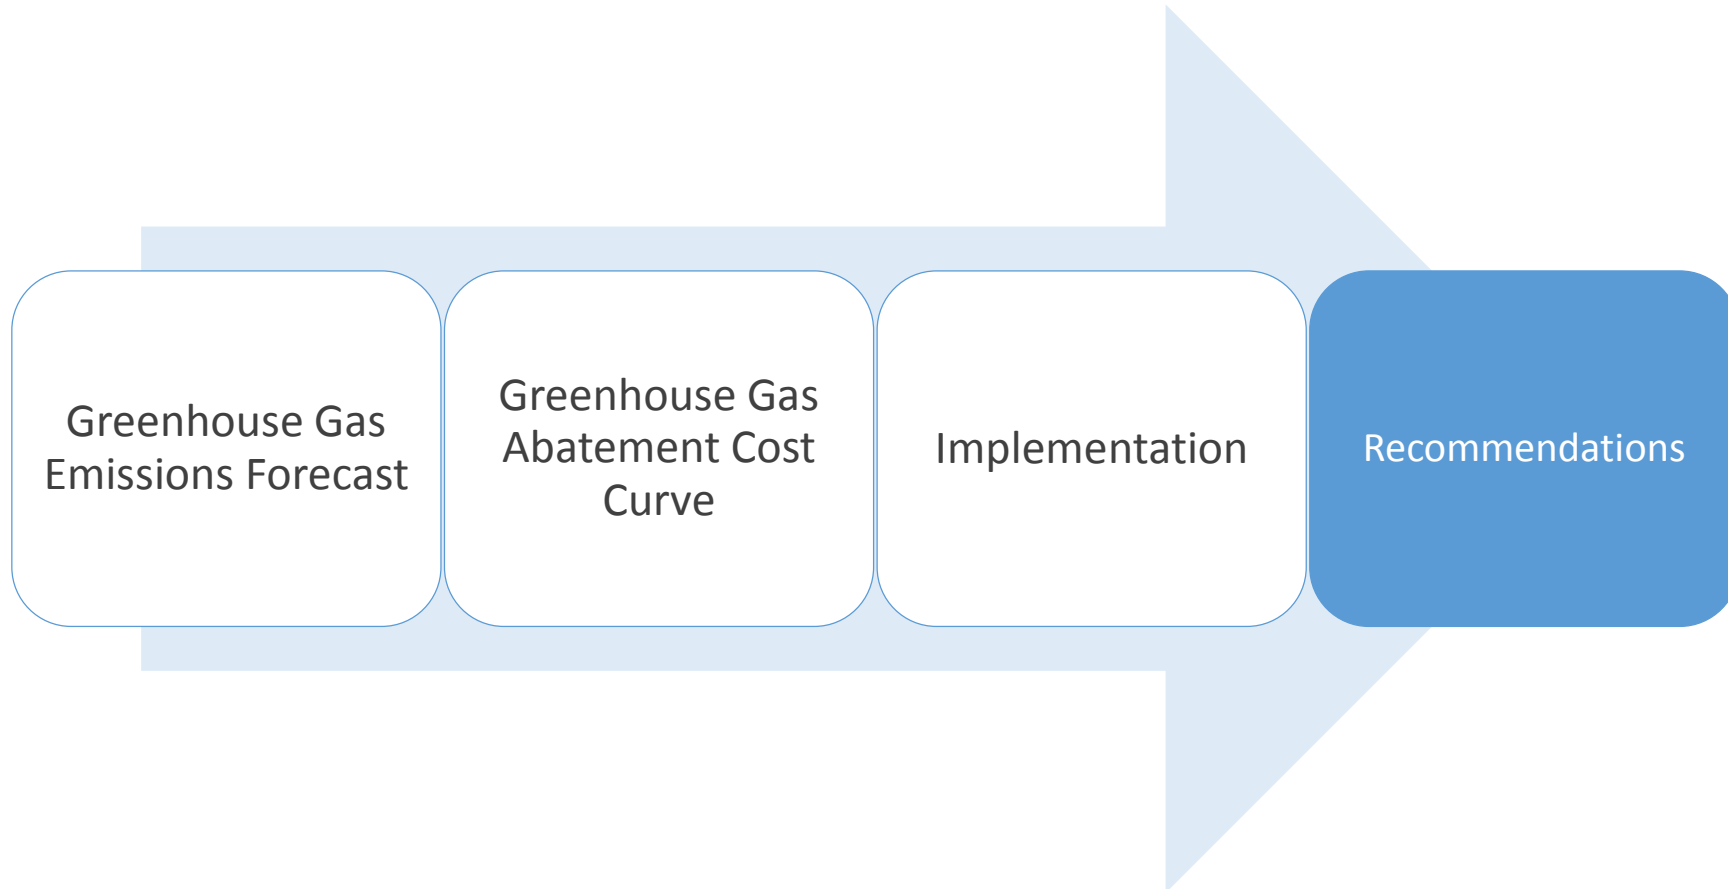 Greenhouse Gas
Emissions Forecast
Greenhouse Gas
Abatement Cost
Curve
Implementation
Recommendations